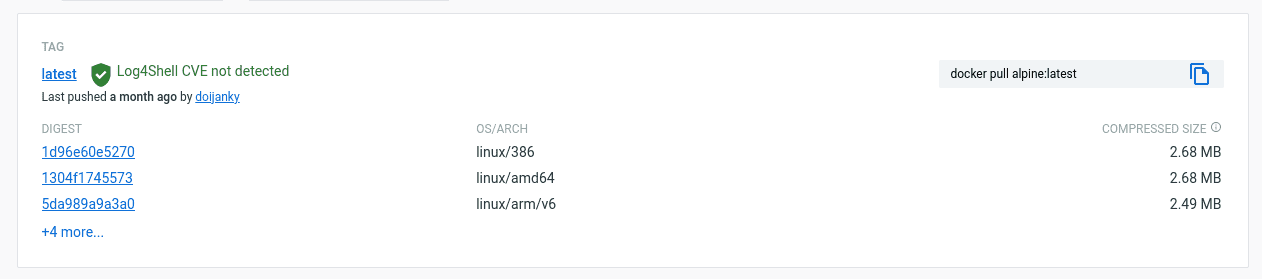 TAG
latest Log4Shell CVE not detected
docker pull alpine:latest
Last pushed a month ago by doijanky
DIGEST OS/ARCH COMPRESSED SIZE
1d96e60e5270 linux/386 2.68 MB
1304f1745573 linux/amd64 2.68 MB
5da989a9a3a0 linux/arm/v6 2.49 MB
+4 more...